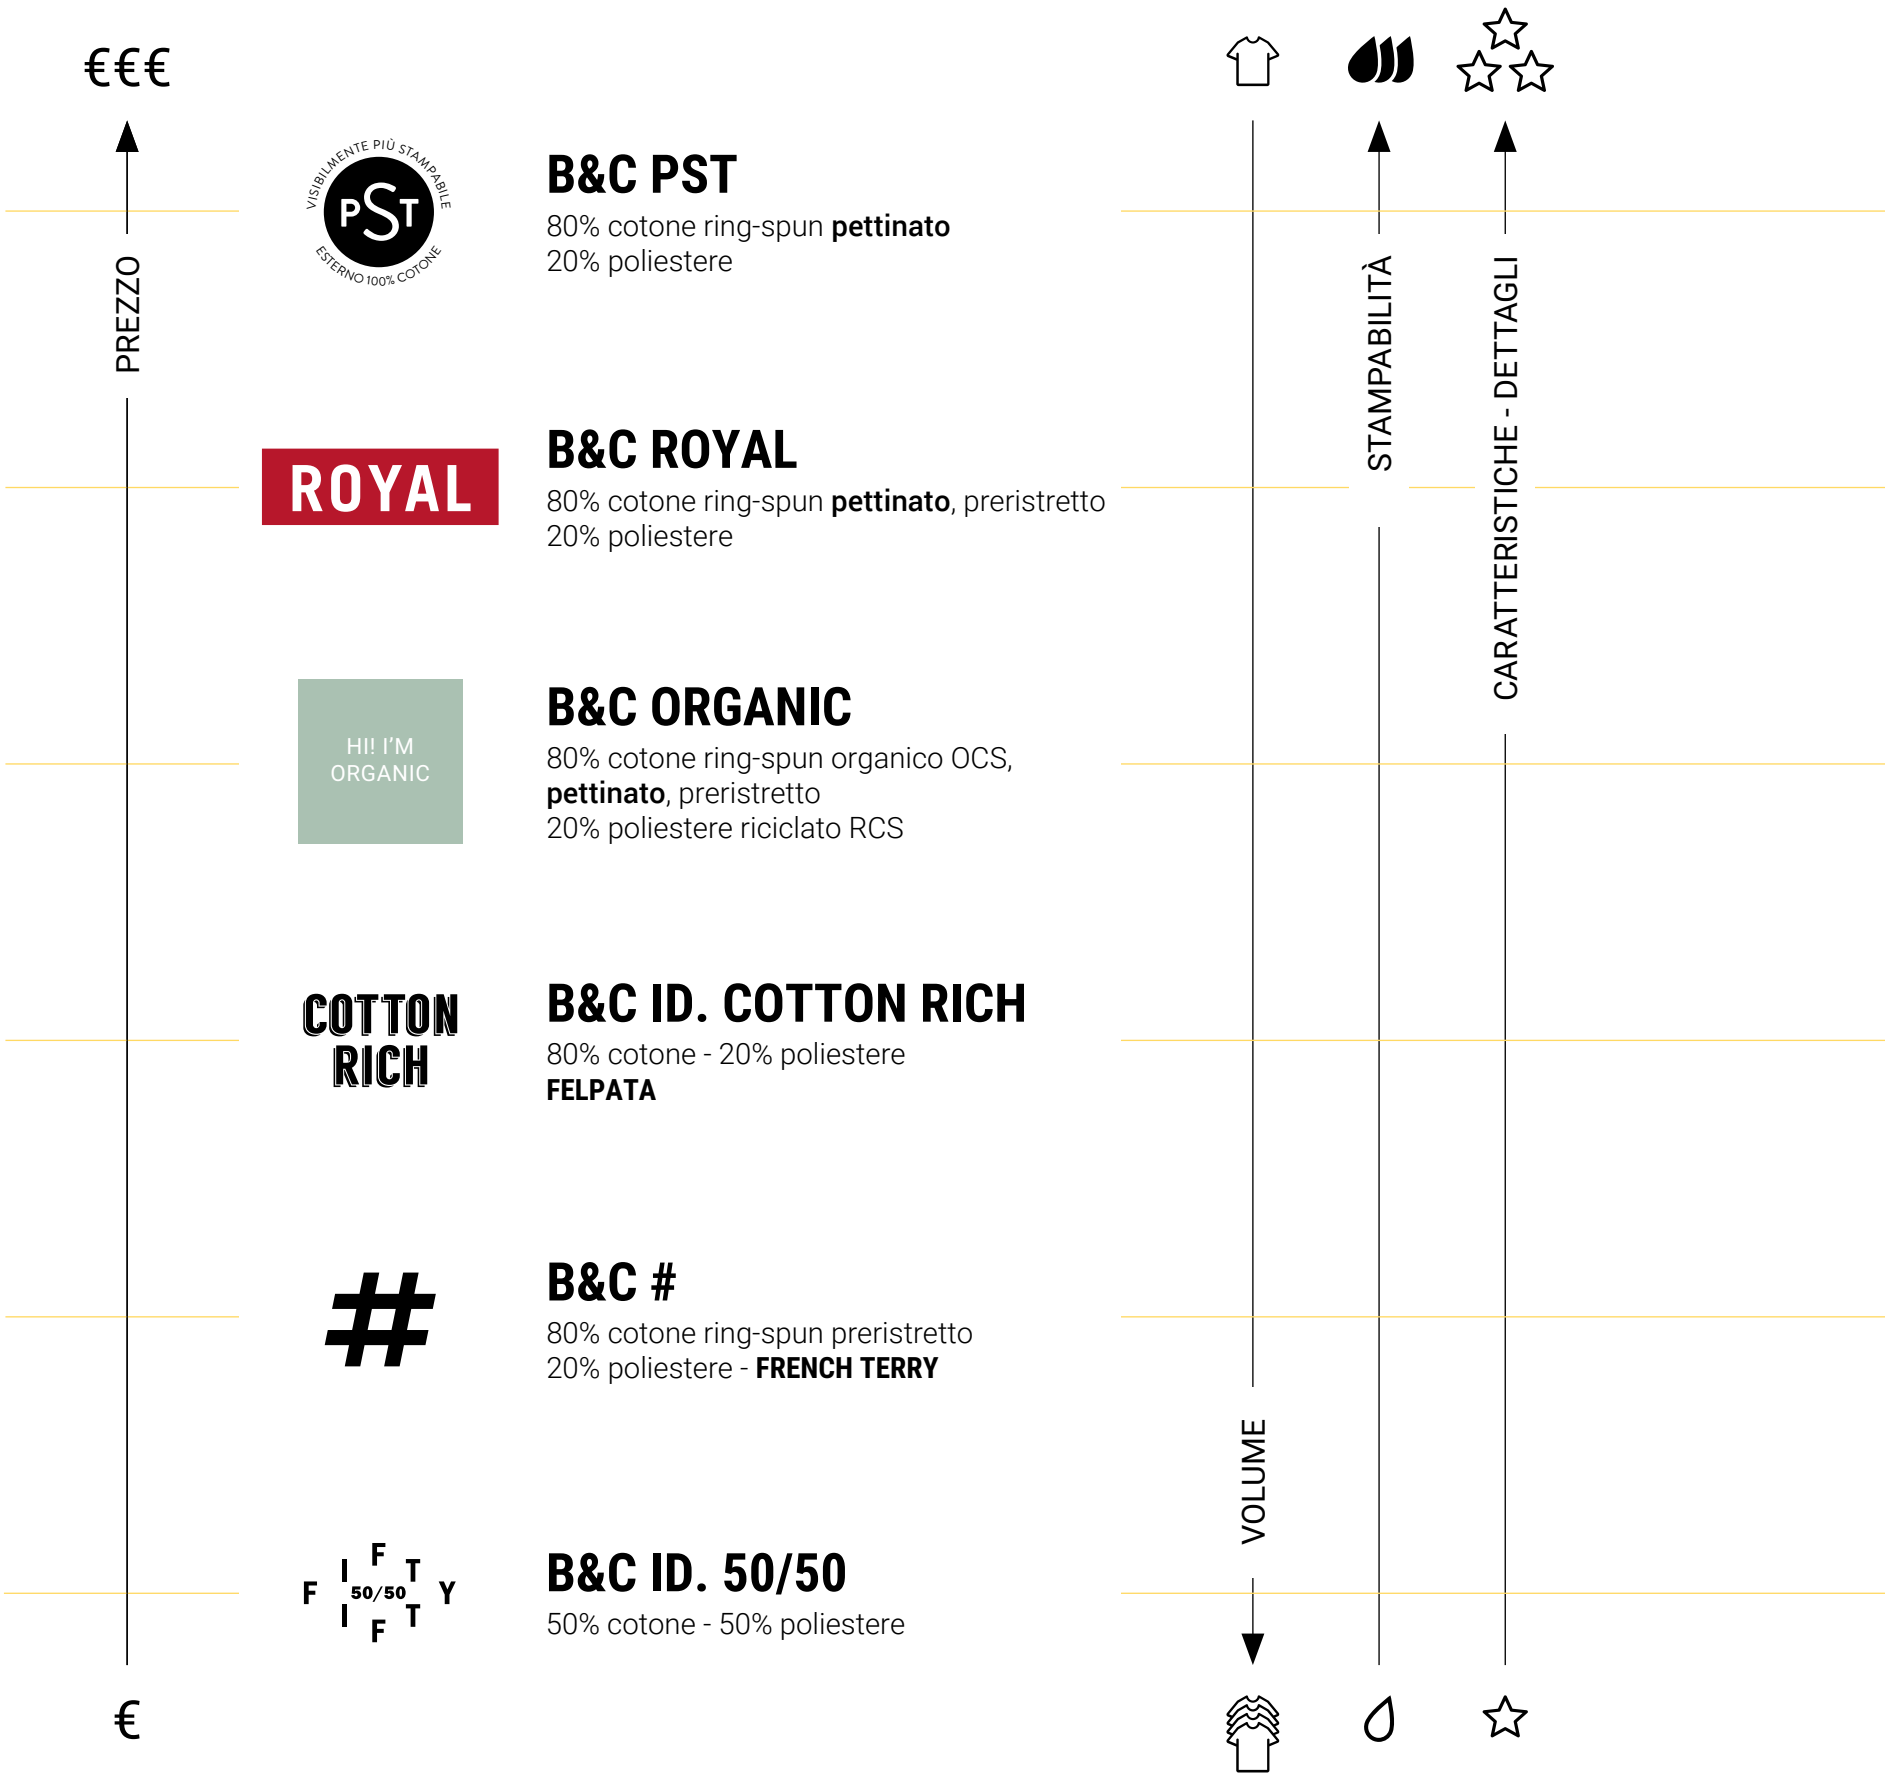 €€€
PREZZO
€
VISIBILMENTE PIÙ STAMPABILE
PST
ESTERNO 100% COTONE
B&C PST
80% cotone ring-spun pettinato
20% poliestere
ROYAL
B&C ROYAL
80% cotone ring-spun pettinato, preristretto
20% poliestere
HI! I'M
ORGANIC
B&C ORGANIC
80% cotone ring-spun organico OCS,
pettinato, preristretto
20% poliestere riciclato RCS
COTTON
RICH
B&C ID. COTTON RICH
80% cotone - 20% poliestere
FELPATA
#
B&C #
80% cotone ring-spun preristretto
20% poliestere - FRENCH TERRY
FIFTY
50/50
FIFTY
B&C ID. 50/50
50% cotone - 50% poliestere
VOLUME
STAMPABILITÀ
CARATTERISTICHE - DETTAGLI